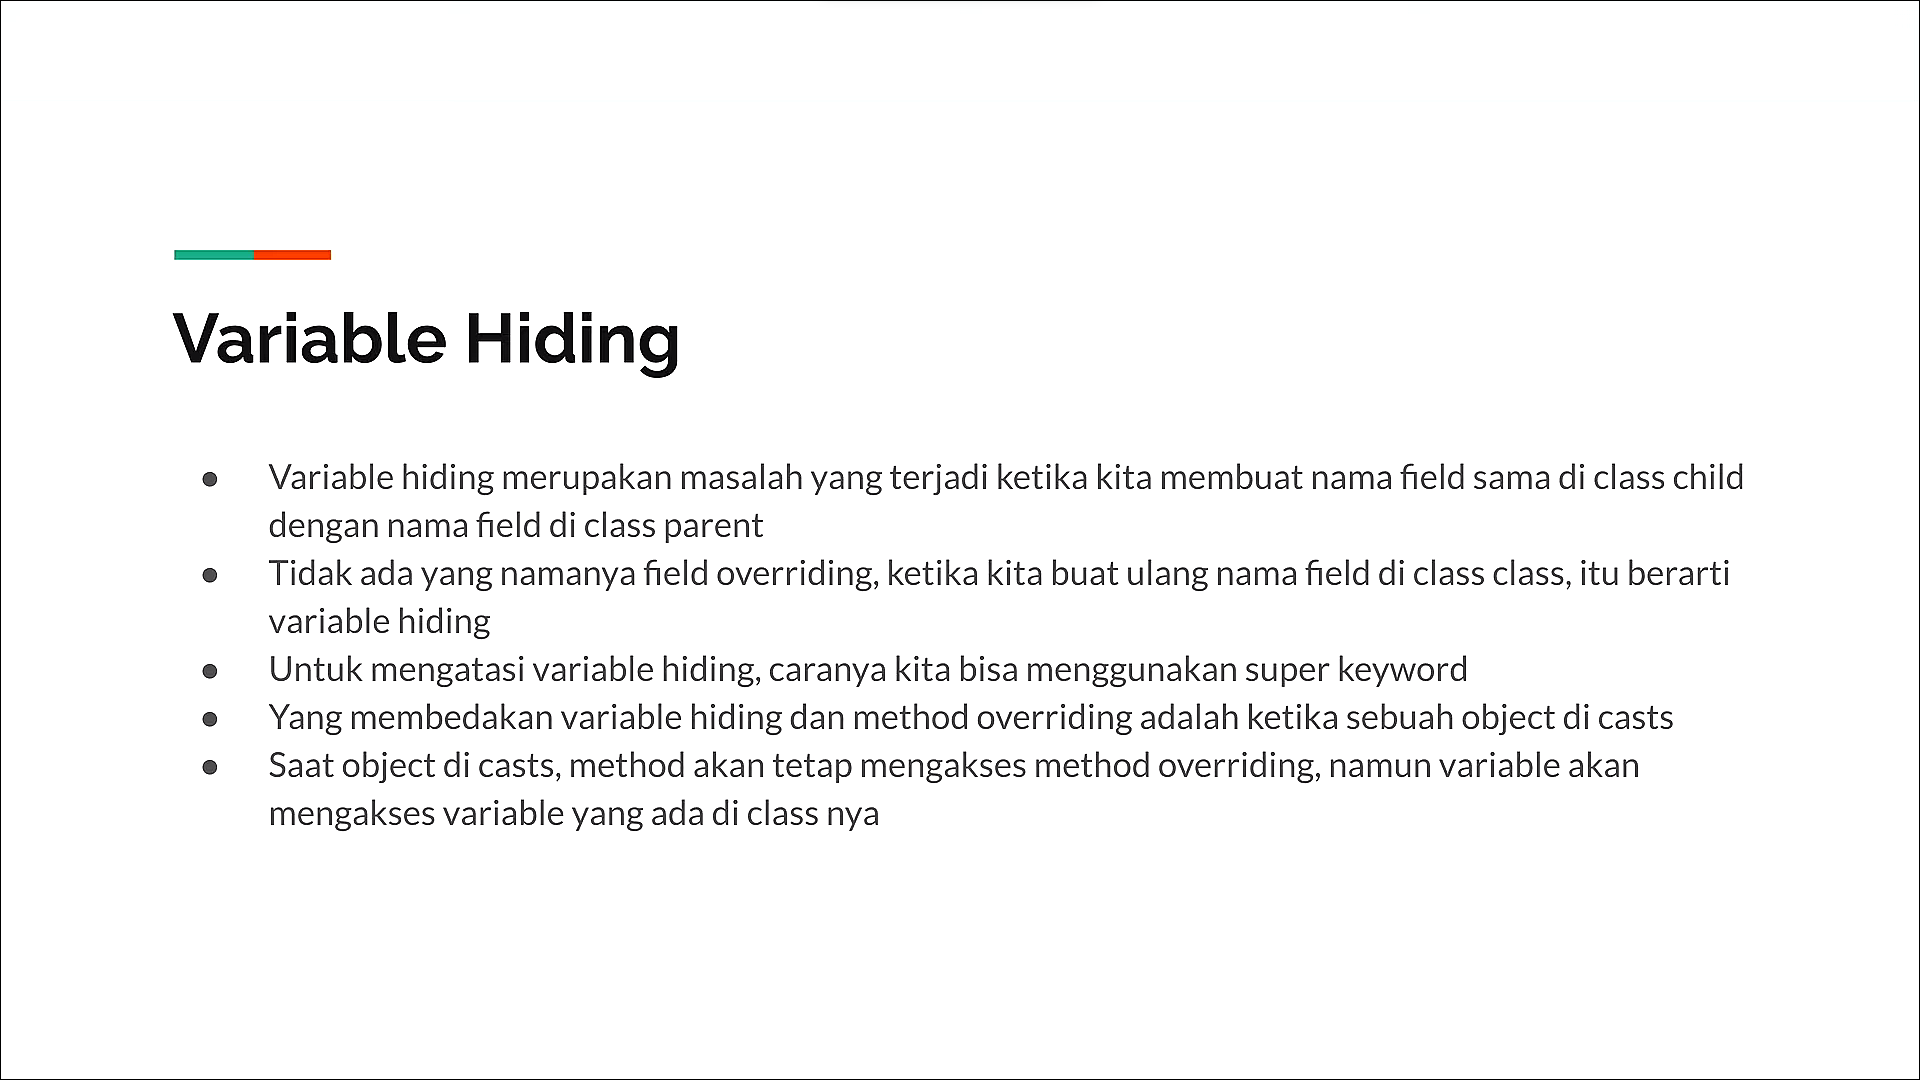 Variable Hiding
● Variable hiding merupakan masalah yang terjadi ketika kita membuat nama field sama di class child
dengan nama field di class parent
● Tidak ada yang namanya field overriding, ketika kita buat ulang nama field di class class, itu berarti
variable hiding
● Untuk mengatasi variable hiding, caranya kita bisa menggunakan super keyword
● Yang membedakan variable hiding dan method overriding adalah ketika sebuah object di casts
● Saat object di casts, method akan tetap mengakses method overriding, namun variable akan
mengakses variable yang ada di class nya